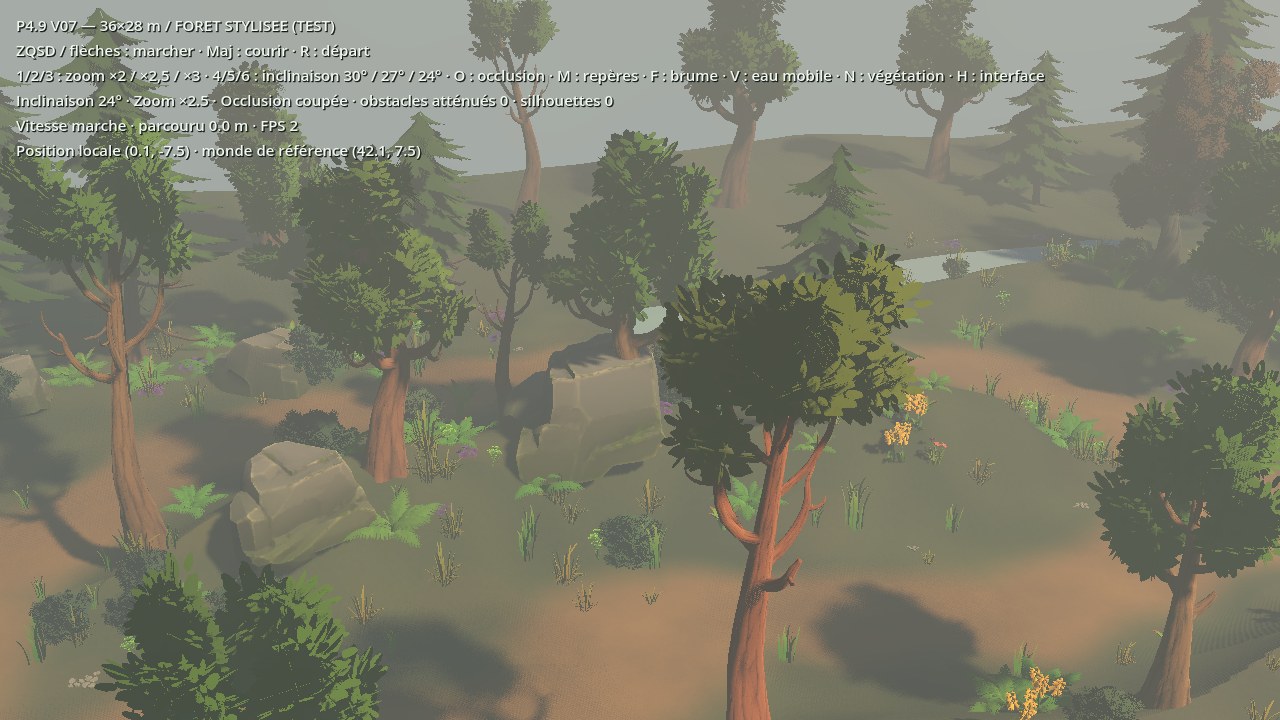 P4.9 V07 — 36×28 m / FORET STYLISEE (TEST)
ZQSD / flèches : marcher · Maj : courir · R : départ
1/2/3 : zoom ×2 / ×2,5 / ×3 · 4/5/6 : inclinaison 30° / 27° / 24° · O : occlusion · M : repères · F : brume · V : eau mobile · N : végétation · H : interface
Inclinaison 24° · Zoom ×2.5 · Occlusion coupée · obstacles atténués 0 · silhouettes 0
Vitesse marche · parcouru 0.0 m · FPS 2
Position locale (0.1, -7.5) · monde de référence (42.1, 7.5)